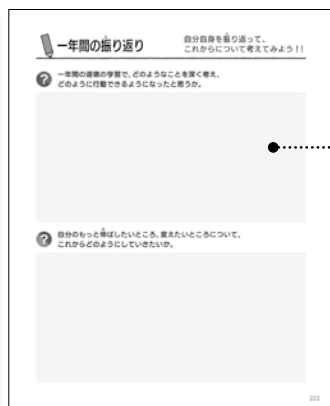 一年間の振り返り
自分自身を振り返って、
これからについて考えてみよう！！
? 一年間の道徳の学習で、どのようなことを深く考え、
どのように行動できるようになったと思うか。
? 自分のもっと伸ばしたいところ、変えたいところについて、
これからどのようにしていきたいか。
222